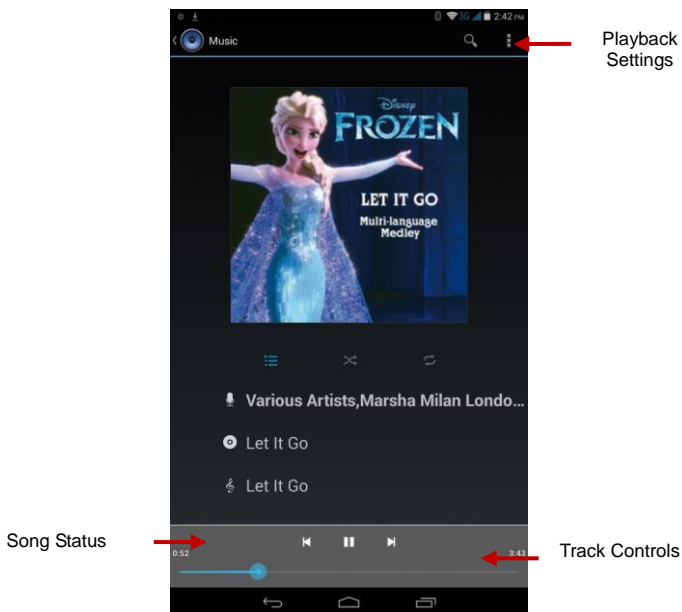 3G 2:42 PM
Music
Playback
Settings
Disney
FROZEN
LET IT GO
Multi-language
Medley
Various Artists,Marsha Milan Londo...
Let It Go
Let It Go
Song Status
0:52
3:43
Track Controls